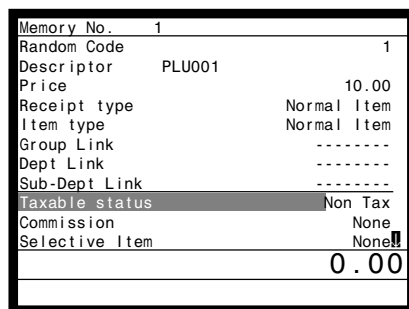 Memory No. 1
Random Code 1
Descriptor PLU001
Price 10.00
Receipt type Normal Item
Item type Normal Item
Group Link --------
Dept Link --------
Sub-Dept Link --------
Taxable status Non Tax
Commission None
Selective Item None↓
0.00